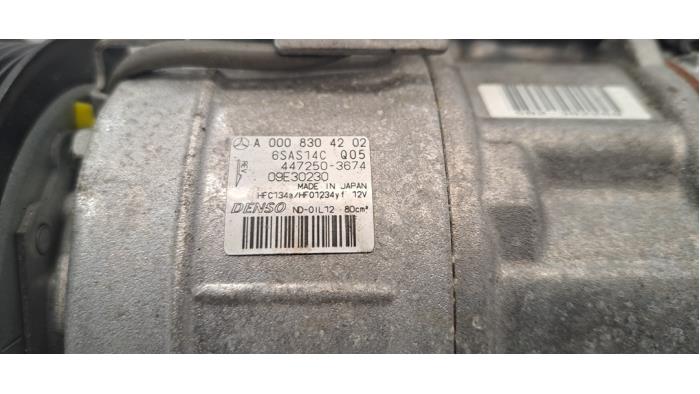 A 000 830 42 02
6SAS14C Q05
REV
447250-3674
09E30230
MADE IN JAPAN
HFC134a/HFO1234yf 12V
DENSO ND-OIL12 80cm³